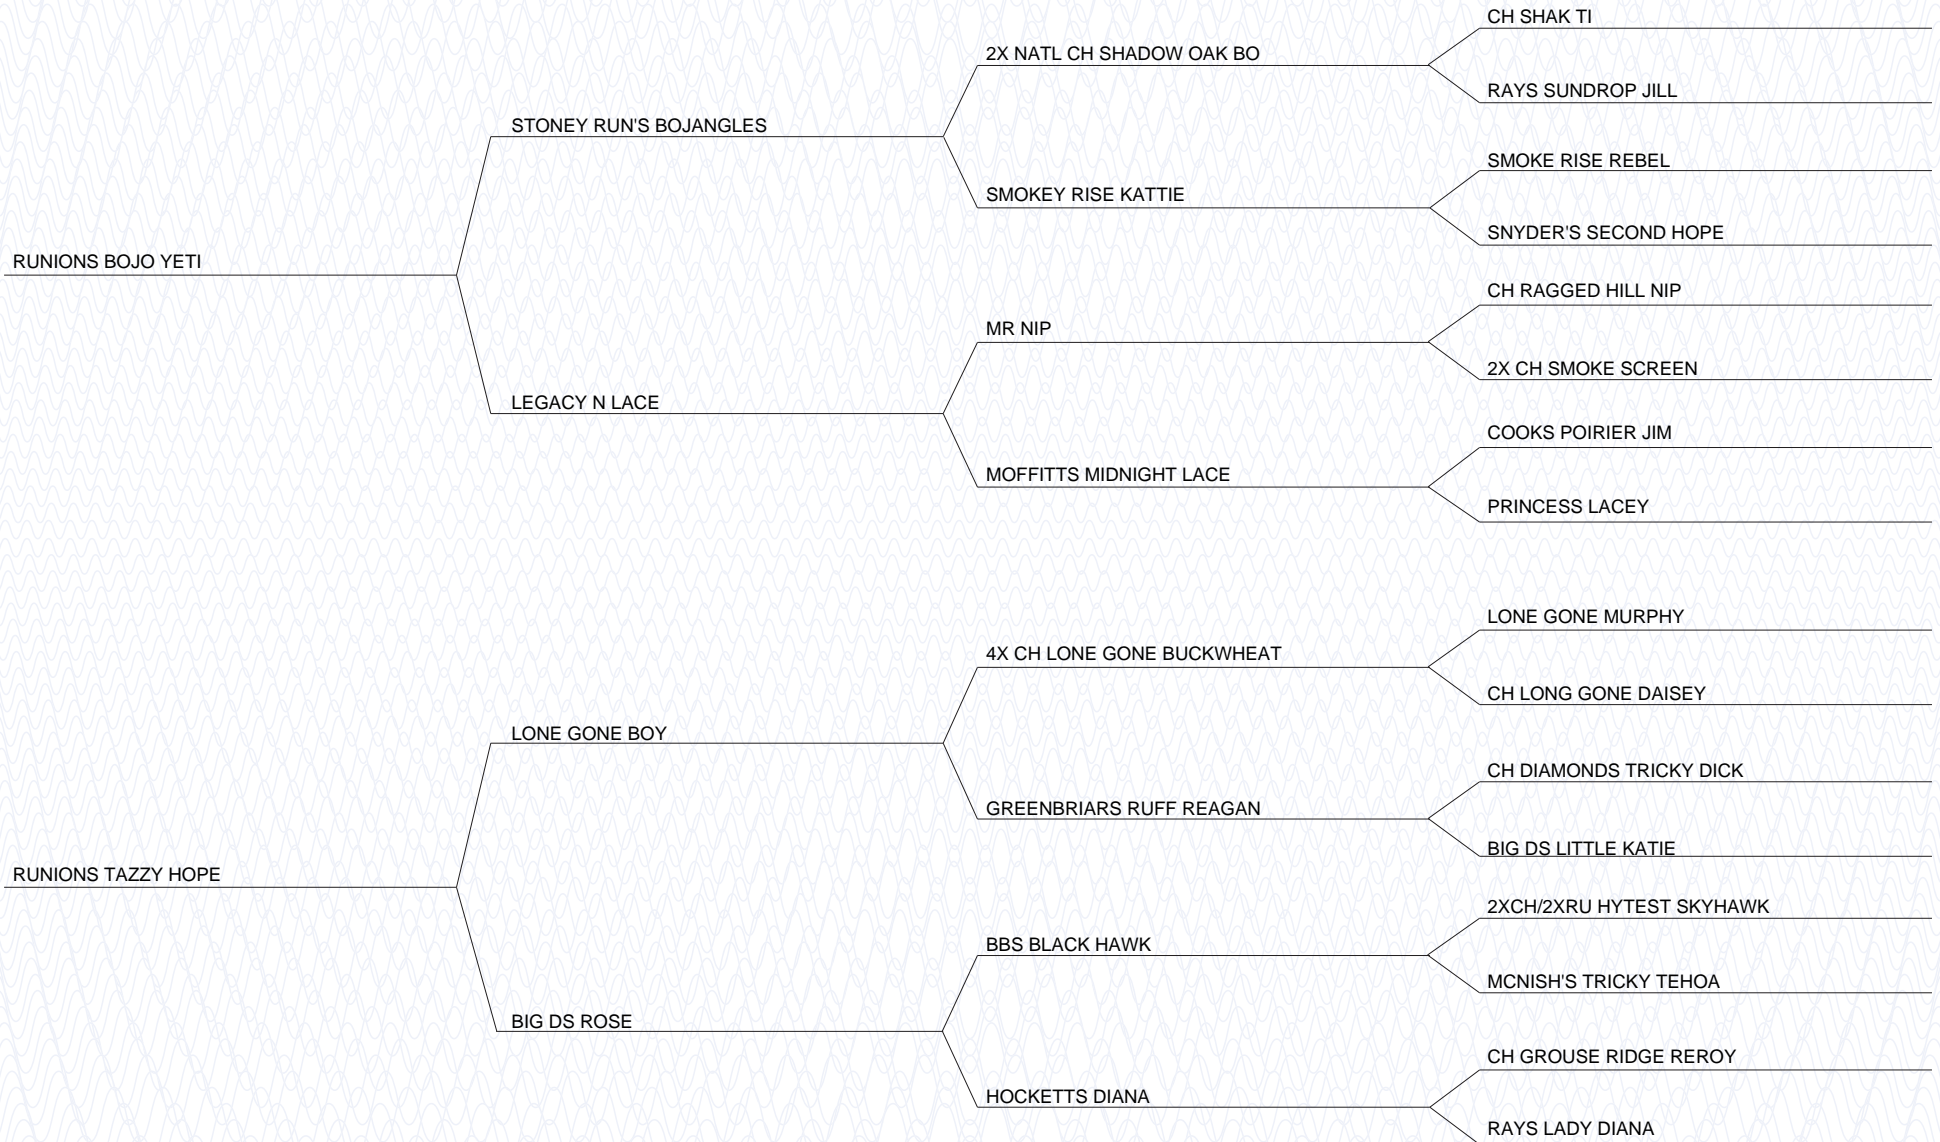 CH SHAK TI
2X NATL CH SHADOW OAK BO
RAYS SUNDROP JILL
STONEY RUN'S BOJANGLES
SMOKE RISE REBEL
SMOKEY RISE KATTIE
SNYDER'S SECOND HOPE
RUNIONS BOJO YETI
CH RAGGED HILL NIP
MR NIP
2X CH SMOKE SCREEN
LEGACY N LACE
COOKS POIRIER JIM
MOFFITTS MIDNIGHT LACE
PRINCESS LACEY
LONE GONE MURPHY
4X CH LONE GONE BUCKWHEAT
CH LONG GONE DAISEY
LONE GONE BOY
CH DIAMONDS TRICKY DICK
GREENBRIARS RUFF REAGAN
BIG DS LITTLE KATIE
RUNIONS TAZZY HOPE
2XCH/2XRU HYTEST SKYHAWK
BBS BLACK HAWK
MCNISH'S TRICKY TEHOA
BIG DS ROSE
CH GROUSE RIDGE REROY
HOCKETTS DIANA
RAYS LADY DIANA